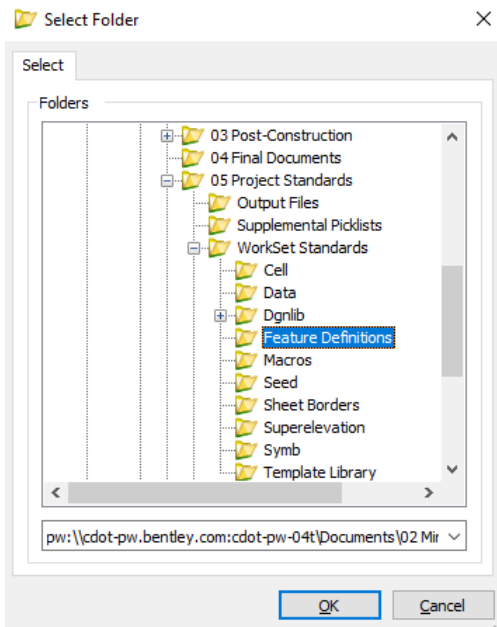 Select Folder
Select
Folders
03 Post-Construction
04 Final Documents
05 Project Standards
Output Files
Supplemental Picklists
WorkSet Standards
Cell
Data
Dgnlib
Feature Definitions
Macros
Seed
Sheet Borders
Superelevation
Symb
Template Library
pw:\\cdot-pw.bentley.com:cdot-pw-04t\Documents\02 Mir
OK Cancel